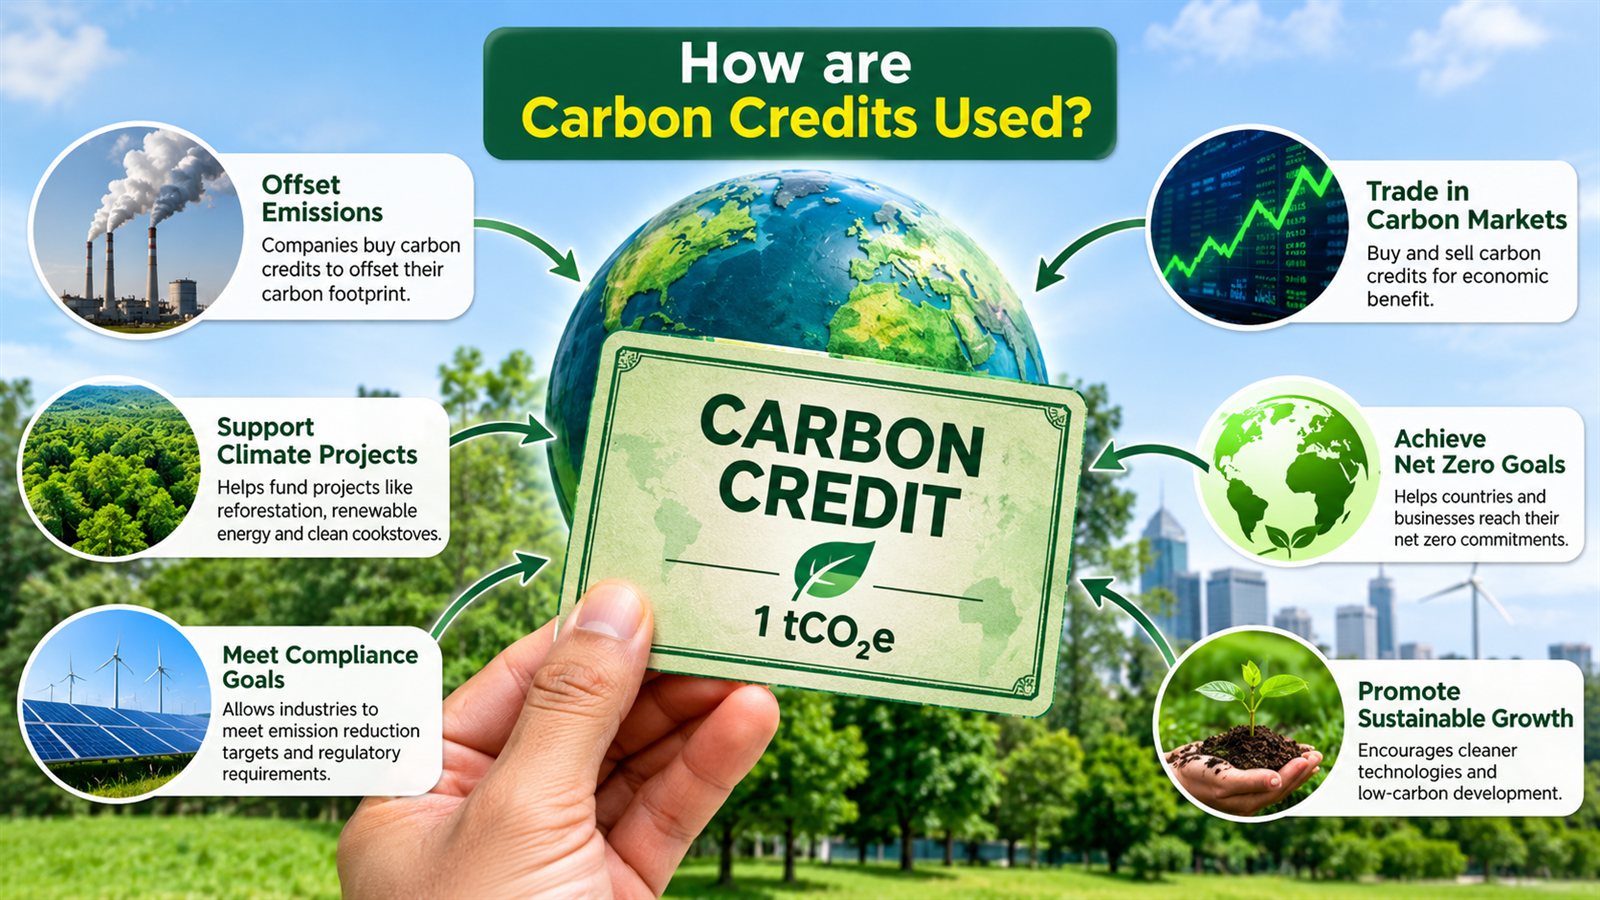 How are
Carbon Credits Used?
Offset
Emissions
Companies buy carbon
credits to offset their
carbon footprint.
Support
Climate Projects
Helps fund projects like
reforestation, renewable
energy and clean cookstoves.
Meet Compliance
Goals
Allows industries to
meet emission reduction
targets and regulatory
requirements.
CARBON
CREDIT
1 tCO₂e
Trade in
Carbon Markets
Buy and sell carbon
credits for economic
benefit.
Achieve
Net Zero Goals
Helps countries and
businesses reach their
net zero commitments.
Promote
Sustainable Growth
Encourages cleaner
technologies and
low-carbon development.